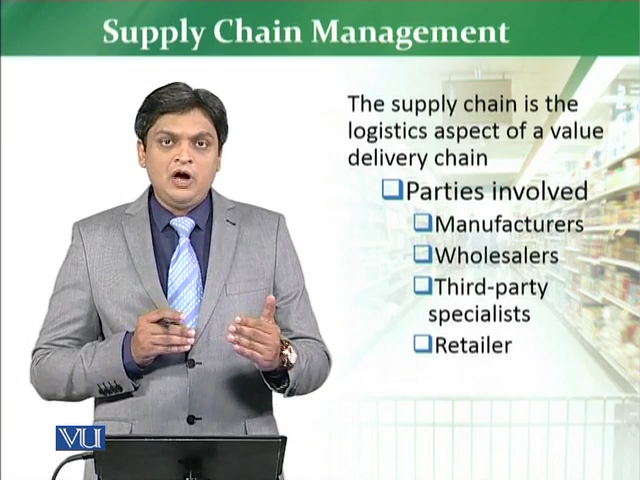 Supply Chain Management
The supply chain is the
logistics aspect of a value
delivery chain
Parties involved
Manufacturers
Wholesalers
Third-party
specialists
Retailer
VU